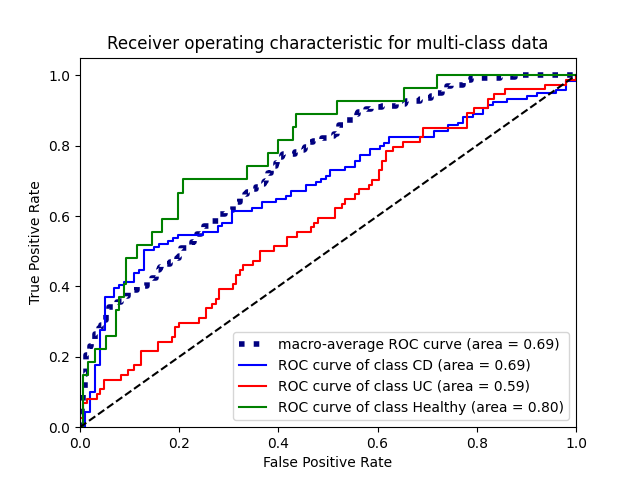 Receiver operating characteristic for multi-class data
1.0
0.8
0.6
0.4
0.2
0.0
True Positive Rate
macro-average ROC curve (area = 0.69)
ROC curve of class CD (area = 0.69)
ROC curve of class UC (area = 0.59)
ROC curve of class Healthy (area = 0.80)
0.0 0.2 0.4 0.6 0.8 1.0
False Positive Rate